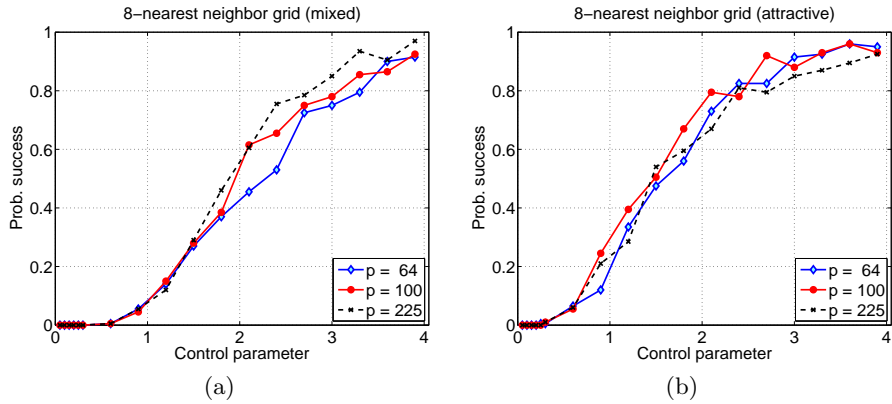 8−nearest neighbor grid (mixed)
1
0.8
0.6
0.4
0.2
0
Prob. success
0 1 2 3 4
Control parameter
p = 64
p = 100
p = 225
(a)
8−nearest neighbor grid (attractive)
1
0.8
0.6
0.4
0.2
0
Prob. success
0 1 2 3 4
Control parameter
p = 64
p = 100
p = 225
(b)